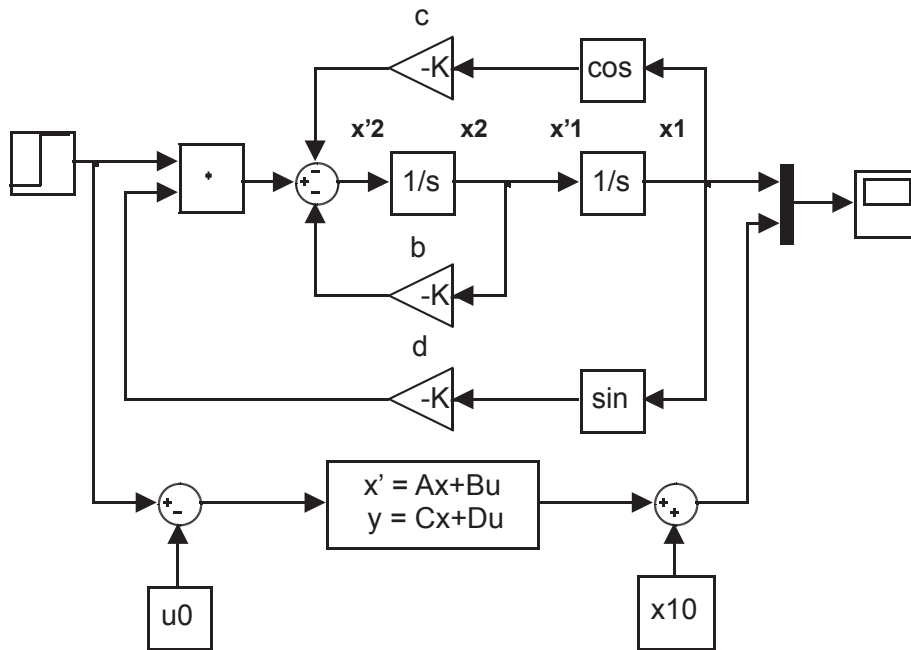 c
-K
cos
x'2
x2
x'1
x1
1/s
1/s
b
-K
d
-K
sin
x' = Ax+Bu
y = Cx+Du
u0
x10